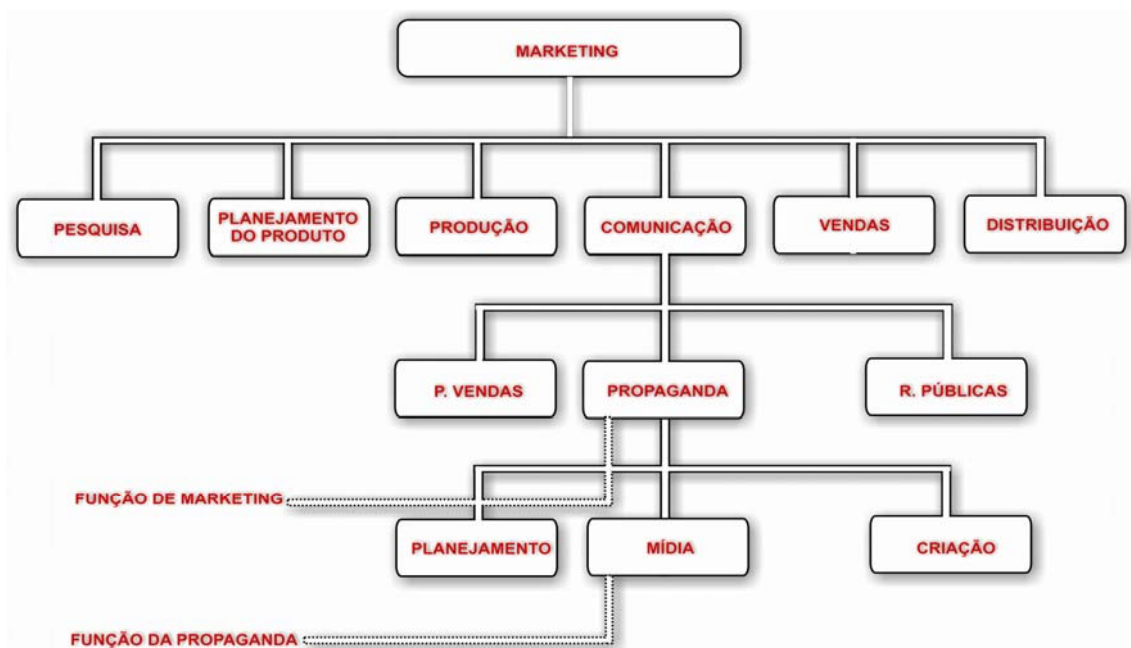 MARKETING
PESQUISA
PLANEJAMENTO
DO PRODUTO
PRODUÇÃO
COMUNICAÇÃO
VENDAS
DISTRIBUIÇÃO
P. VENDAS
PROPAGANDA
R. PÚBLICAS
FUNÇÃO DE MARKETING
PLANEJAMENTO
MÍDIA
CRIAÇÃO
FUNÇÃO DA PROPAGANDA